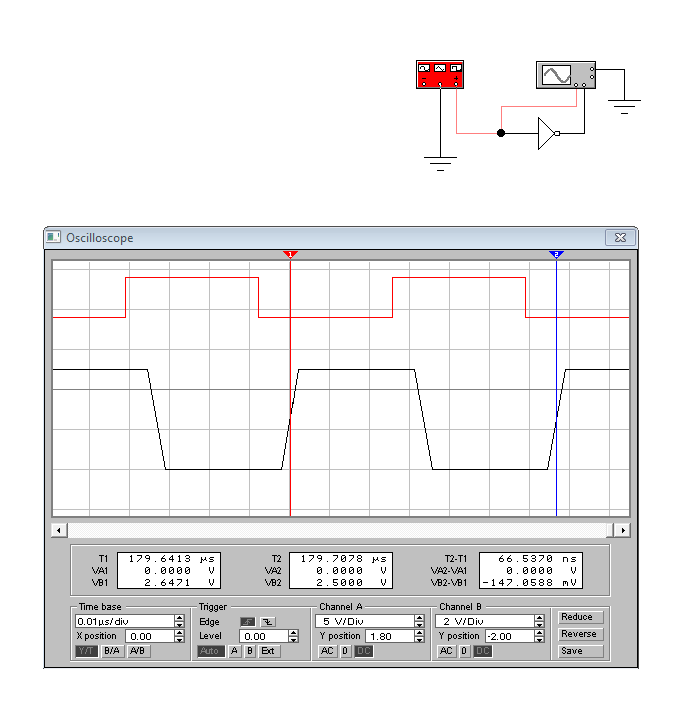 Oscilloscope
1
2
T1 179.6413 µs T2 179.7078 µs T2-T1 66.5370 ns
VA1 0.0000 V VA2 0.0000 V VA2-VA1 0.0000 V
VB1 2.6471 V VB2 2.5000 V VB2-VB1 -147.0588 mV
Time base Trigger Channel A Channel B
0.01µs/div Edge 5 V/Div 2 V/Div Reduce
X position 0.00 Level 0.00 Y position 1.80 Y position -2.00 Reverse
Y/T B/A A/B Auto A B Ext AC 0 DC AC 0 DC Save